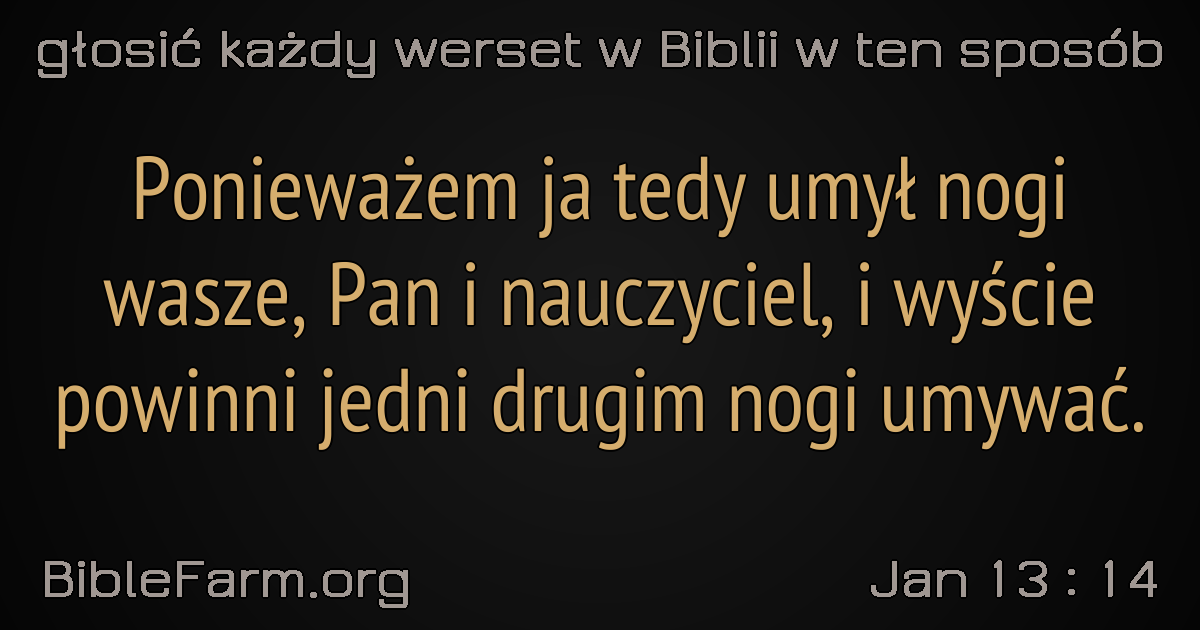 głosić każdy werset w Biblii w ten sposób
Ponieważem ja tedy umył nogi
wasze, Pan i nauczyciel, i wyście
powinni jedni drugim nogi umywać.
BibleFarm.org
Jan 13 : 14